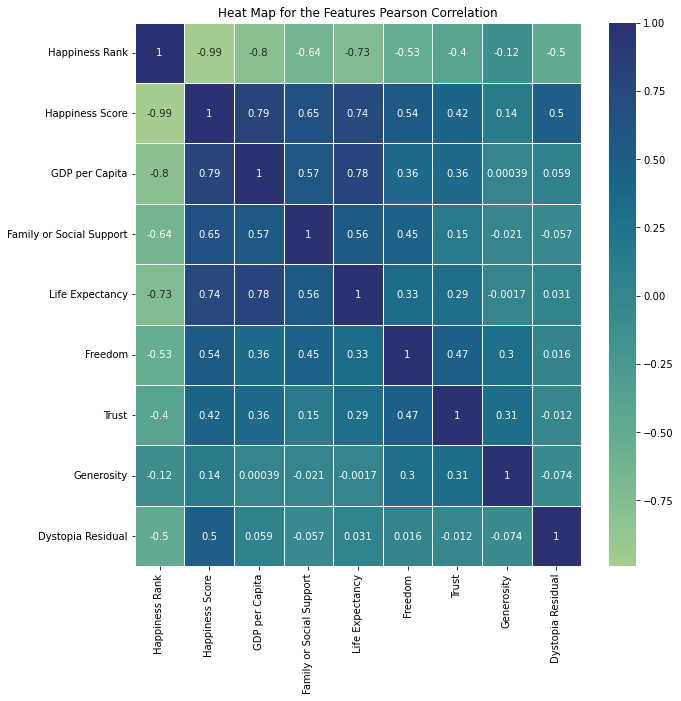 Heat Map for the Features Pearson Correlation
Happiness Rank 1 -0.99 -0.8 -0.64 -0.73 -0.53 -0.4 -0.12 -0.5
Happiness Score -0.99 1 0.79 0.65 0.74 0.54 0.42 0.14 0.5
GDP per Capita -0.8 0.79 1 0.57 0.78 0.36 0.36 0.00039 0.059
Family or Social Support -0.64 0.65 0.57 1 0.56 0.45 0.15 -0.021 -0.057
Life Expectancy -0.73 0.74 0.78 0.56 1 0.33 0.29 -0.0017 0.031
Freedom -0.53 0.54 0.36 0.45 0.33 1 0.47 0.3 0.016
Trust -0.4 0.42 0.36 0.15 0.29 0.47 1 0.31 -0.012
Generosity -0.12 0.14 0.00039 -0.021 -0.0017 0.3 0.31 1 -0.074
Dystopia Residual -0.5 0.5 0.059 -0.057 0.031 0.016 -0.012 -0.074 1
Happiness Rank
Happiness Score
GDP per Capita
Family or Social Support
Life Expectancy
Freedom
Trust
Generosity
Dystopia Residual
1.00
0.75
0.50
0.25
0.00
−0.25
−0.50
−0.75